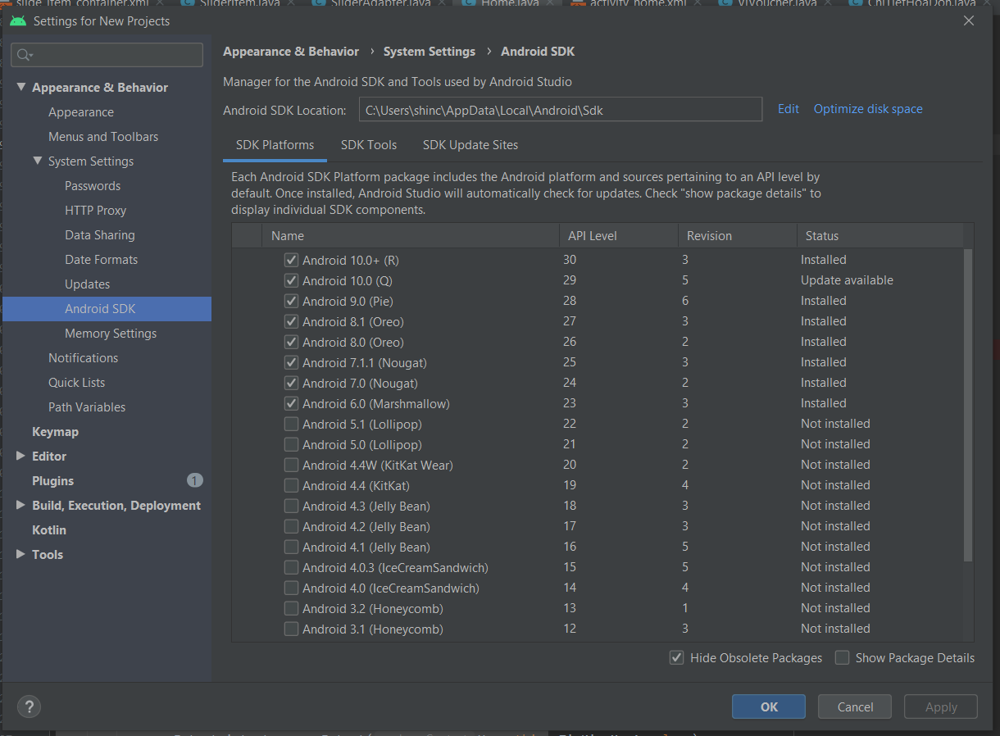 slide_item_container.xml
SliderItem.java
SliderAdapter.java
Home.java
activity_home.xml
ViVoucher.java
ChiTietHoaDon.java
Settings for New Projects
Appearance & Behavior
Appearance
Menus and Toolbars
System Settings
Passwords
HTTP Proxy
Data Sharing
Date Formats
Updates
Android SDK
Memory Settings
Notifications
Quick Lists
Path Variables
Keymap
Editor
Plugins 1
Build, Execution, Deployment
Kotlin
Tools
Appearance & Behavior › System Settings › Android SDK
Manager for the Android SDK and Tools used by Android Studio
Android SDK Location: C:\Users\shinc\AppData\Local\Android\Sdk Edit Optimize disk space
SDK Platforms SDK Tools SDK Update Sites
Each Android SDK Platform package includes the Android platform and sources pertaining to an API level by
default. Once installed, Android Studio will automatically check for updates. Check "show package details" to
display individual SDK components.
Name API Level Revision Status
Android 10.0+ (R) 30 3 Installed
Android 10.0 (Q) 29 5 Update available
Android 9.0 (Pie) 28 6 Installed
Android 8.1 (Oreo) 27 3 Installed
Android 8.0 (Oreo) 26 2 Installed
Android 7.1.1 (Nougat) 25 3 Installed
Android 7.0 (Nougat) 24 2 Installed
Android 6.0 (Marshmallow) 23 3 Installed
Android 5.1 (Lollipop) 22 2 Not installed
Android 5.0 (Lollipop) 21 2 Not installed
Android 4.4W (KitKat Wear) 20 2 Not installed
Android 4.4 (KitKat) 19 4 Not installed
Android 4.3 (Jelly Bean) 18 3 Not installed
Android 4.2 (Jelly Bean) 17 3 Not installed
Android 4.1 (Jelly Bean) 16 5 Not installed
Android 4.0.3 (IceCreamSandwich) 15 5 Not installed
Android 4.0 (IceCreamSandwich) 14 4 Not installed
Android 3.2 (Honeycomb) 13 1 Not installed
Android 3.1 (Honeycomb) 12 3 Not installed
Hide Obsolete Packages Show Package Details
? OK Cancel Apply